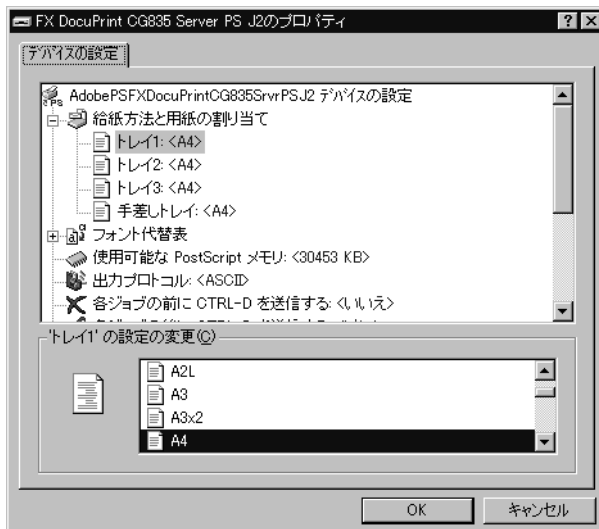 FX DocuPrint CG835 Server PS J2のプロパティ
デバイスの設定
AdobePSFXDocuPrintCG835SrvrPSJ2 デバイスの設定
給紙方法と用紙の割り当て
トレイ1: <A4>
トレイ2: <A4>
トレイ3: <A4>
手差しトレイ: <A4>
フォント代替表
使用可能な PostScript メモリ: <30453 KB>
出力プロトコル: <ASCII>
各ジョブの前に CTRL-D を送信する: <いいえ>
'トレイ1' の設定の変更(C)
A2L
A3
A3x2
A4
OK
キャンセル